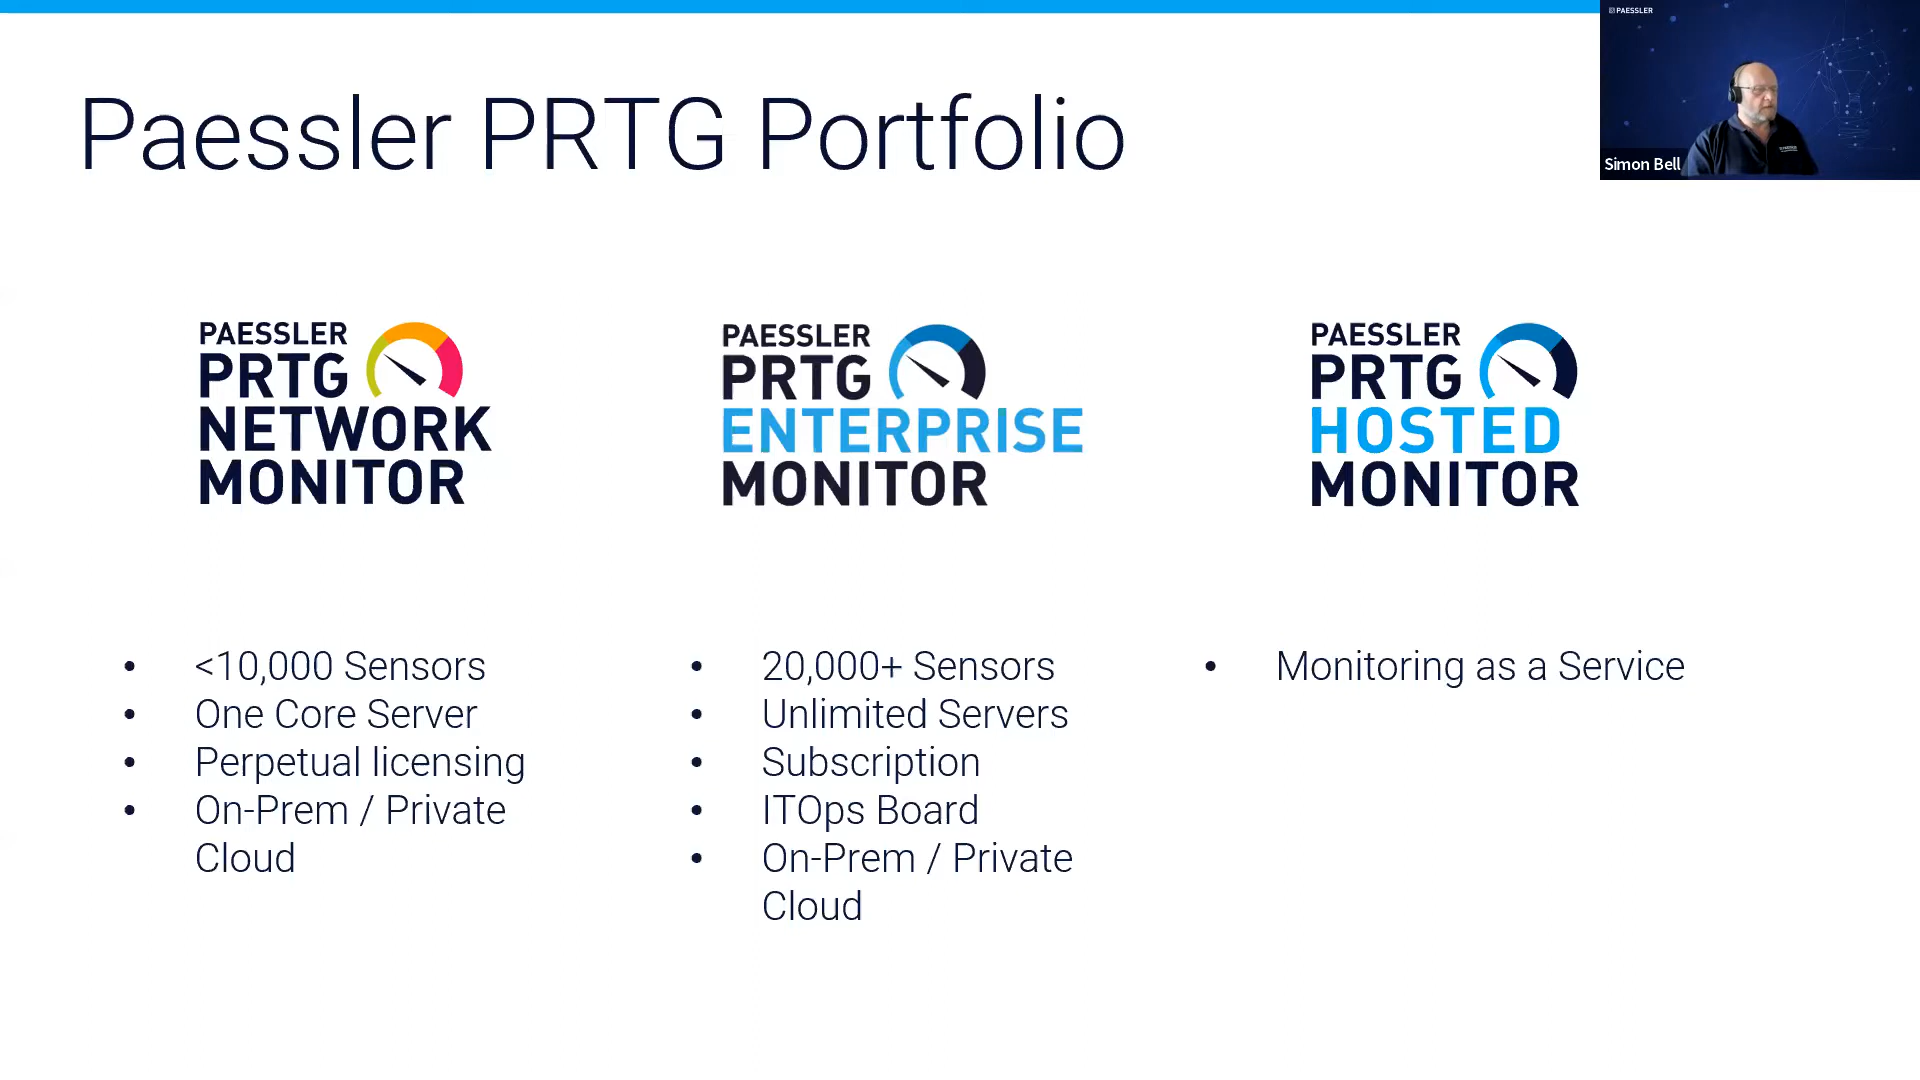 PAESSLER
Simon Bell
Paessler PRTG Portfolio
PAESSLER
PRTG
NETWORK
MONITOR
PAESSLER
PRTG
ENTERPRISE
MONITOR
PAESSLER
PRTG
HOSTED
MONITOR
• <10,000 Sensors
• One Core Server
• Perpetual licensing
• On-Prem / Private
Cloud
• 20,000+ Sensors
• Unlimited Servers
• Subscription
• ITOps Board
• On-Prem / Private
Cloud
• Monitoring as a Service